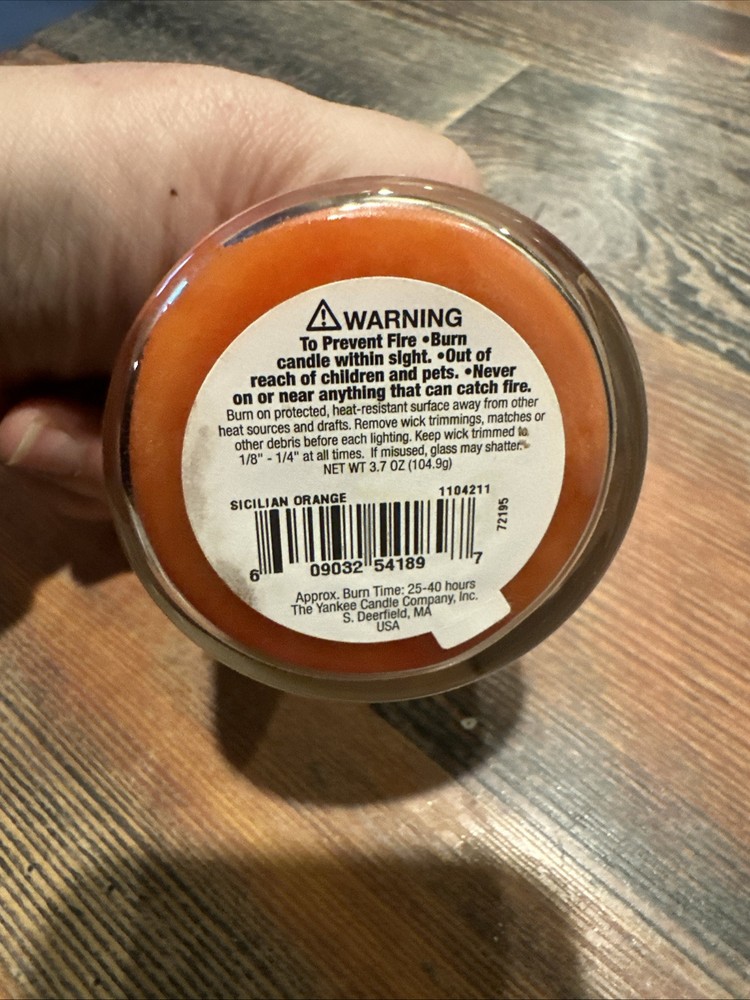 ⚠WARNING
To Prevent Fire •Burn
candle within sight. •Out of
reach of children and pets. •Never
on or near anything that can catch fire.
Burn on protected, heat-resistant surface away from other
heat sources and drafts. Remove wick trimmings, matches or
other debris before each lighting. Keep wick trimmed to
1/8" - 1/4" at all times. If misused, glass may shatter.
NET WT 3.7 OZ (104.9g)
SICILIAN ORANGE 1104211
72195
6 09032 54189 7
Approx. Burn Time: 25-40 hours
The Yankee Candle Company, Inc.
S. Deerfield, MA
USA